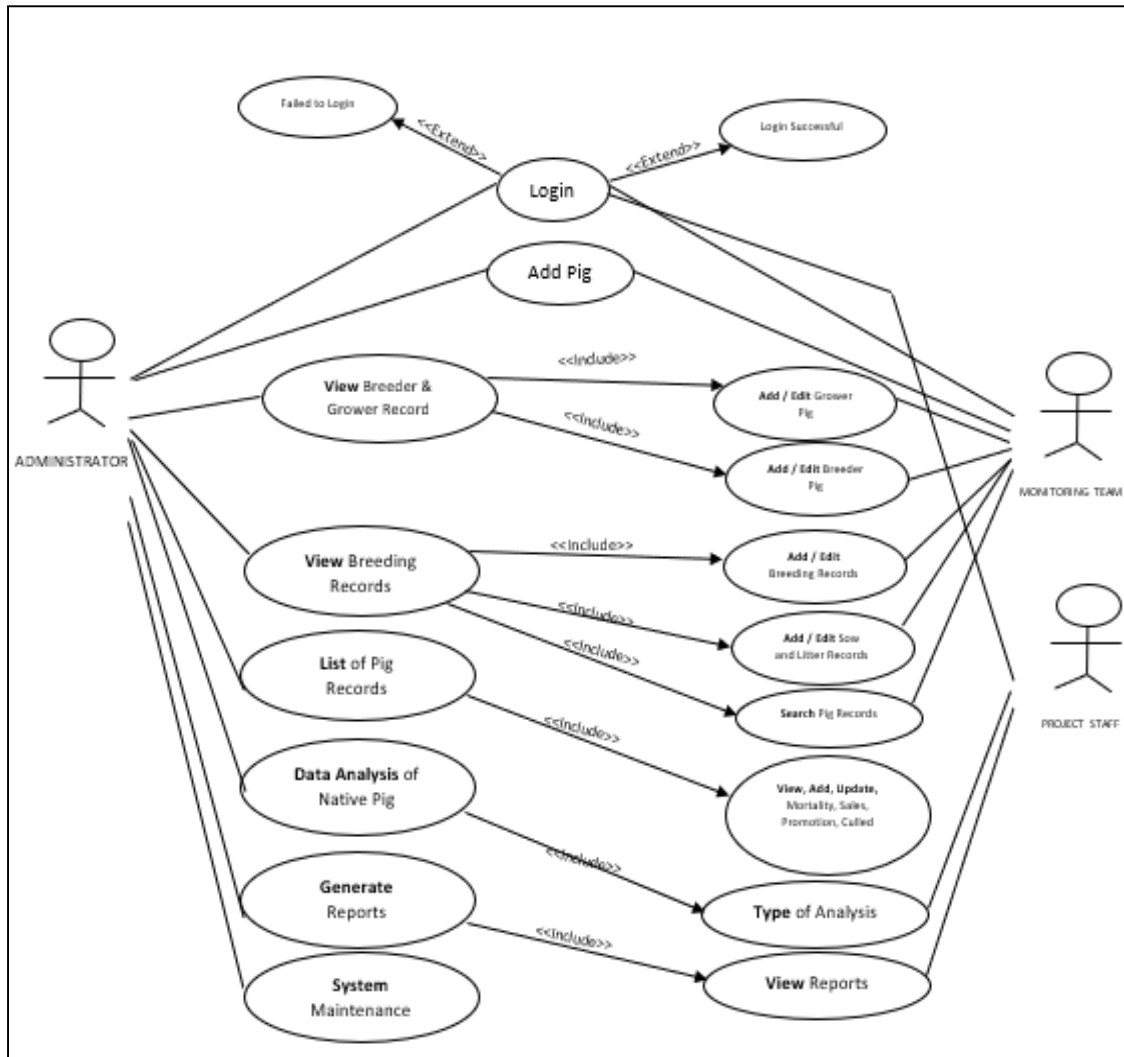 Failed to Login
<<Extend>>
Login Successful
<<Extend>>
Login
Add Pig
ADMINISTRATOR
View Breeder &
Grower Record
<<Include>>
Add / Edit Grower
Pig
<<Include>>
Add / Edit Breeder
Pig
MONITORING TEAM
View Breeding
Records
<<Include>>
Add / Edit
Breeding Records
<<Include>>
Add / Edit Sow
and Litter Records
<<Include>>
Search Pig Records
PROJECT STAFF
List of Pig
Records
<<Include>>
View, Add, Update,
Mortality, Sales,
Promotion, Culled
Data Analysis of
Native Pig
<<Include>>
Type of Analysis
Generate
Reports
<<Include>>
View Reports
System
Maintenance